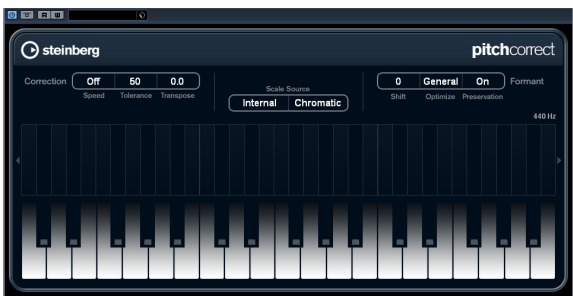 R W
steinberg
pitchcorrect
Correction Off 50 0.0
Speed Tolerance Transpose
Scale Source
Internal Chromatic
0 General On Formant
Shift Optimize Preservation
440 Hz